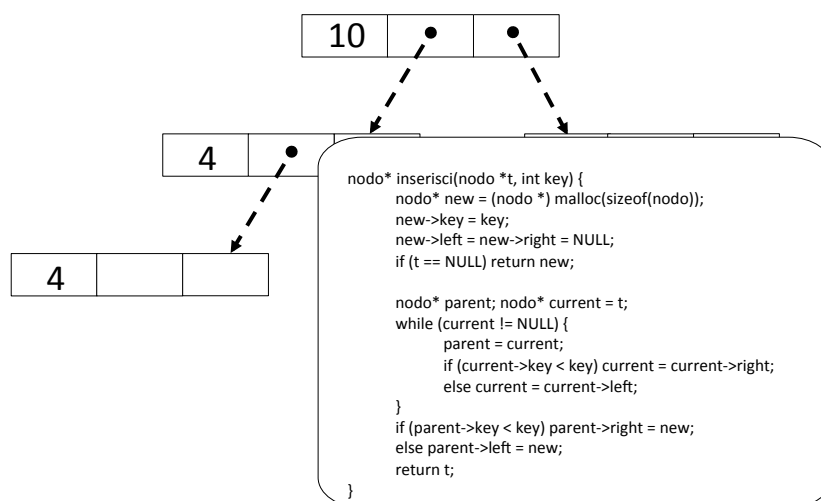 10
4
4
nodo* inserisci(nodo *t, int key) {
nodo* new = (nodo *) malloc(sizeof(nodo));
new->key = key;
new->left = new->right = NULL;
if (t == NULL) return new;
nodo* parent; nodo* current = t;
while (current != NULL) {
parent = current;
if (current->key < key) current = current->right;
else current = current->left;
}
if (parent->key < key) parent->right = new;
else parent->left = new;
return t;
}